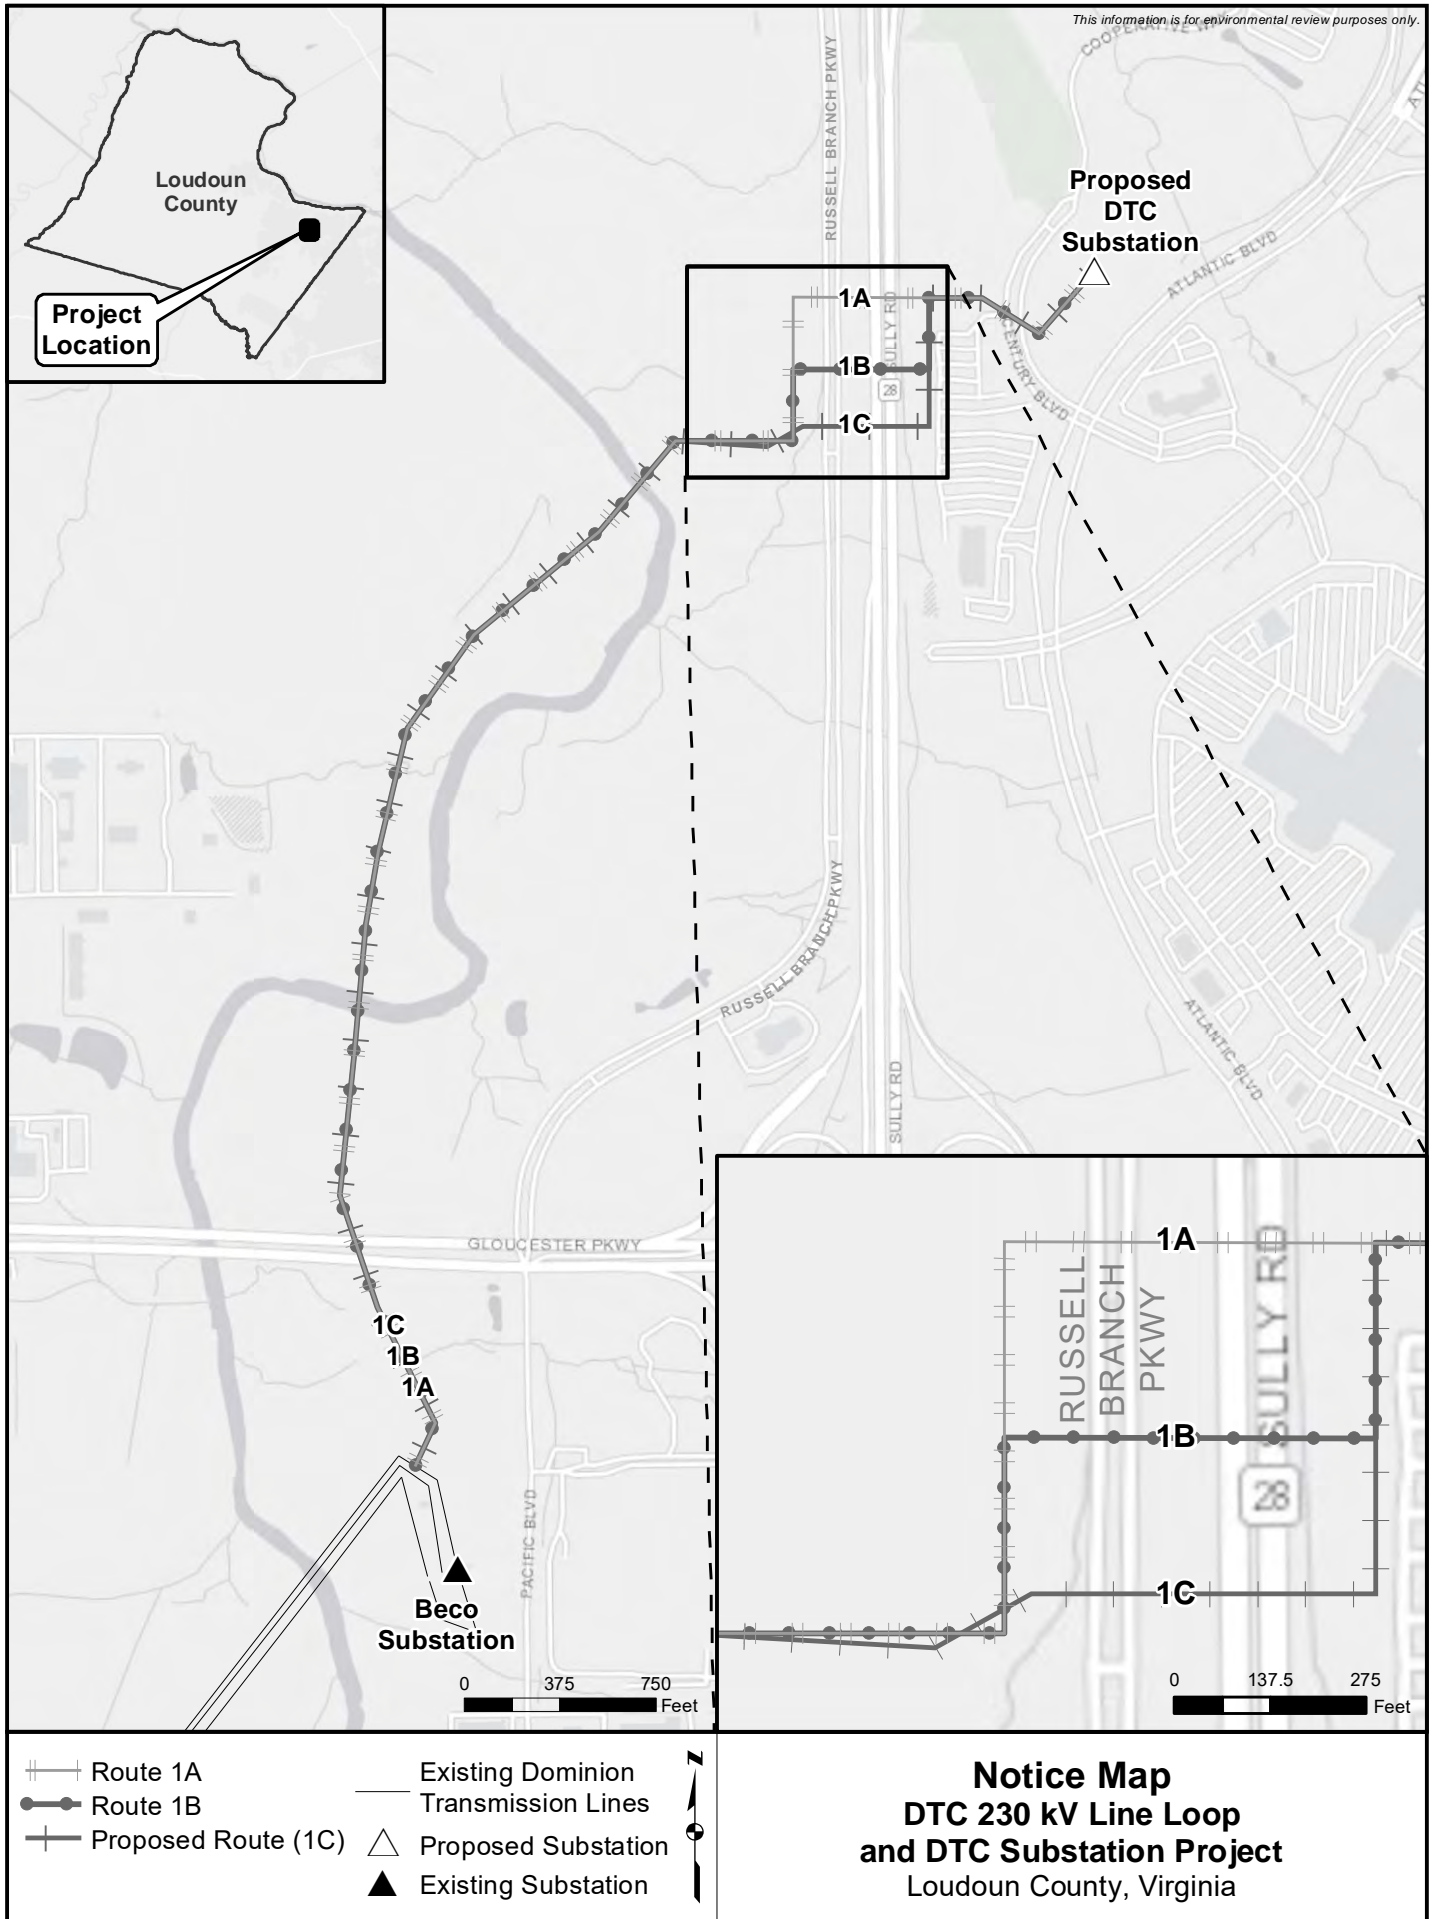 This information is for environmental review purposes only.
COOPERATIVE WAY
Loudoun
County
Project
Location
RUSSELL BRANCH PKWY
Proposed
DTC
Substation
ATLANTIC BLVD
1A
SULLY RD
1B
28
CENTURY BLVD
1C
RUSSELL BRANCH PKWY
ATLANTIC BLVD
SULLY RD
GLOUCESTER PKWY
1C
1B
1A
PACIFIC BLVD
Beco
Substation
0 375 750
Feet
1A
RUSSELL
BRANCH
PKWY
SULLY RD
1B
28
1C
0 137.5 275
Feet
Route 1A
Route 1B
Proposed Route (1C)
Existing Dominion
Transmission Lines
Proposed Substation
Existing Substation
N
Notice Map
DTC 230 kV Line Loop
and DTC Substation Project
Loudoun County, Virginia